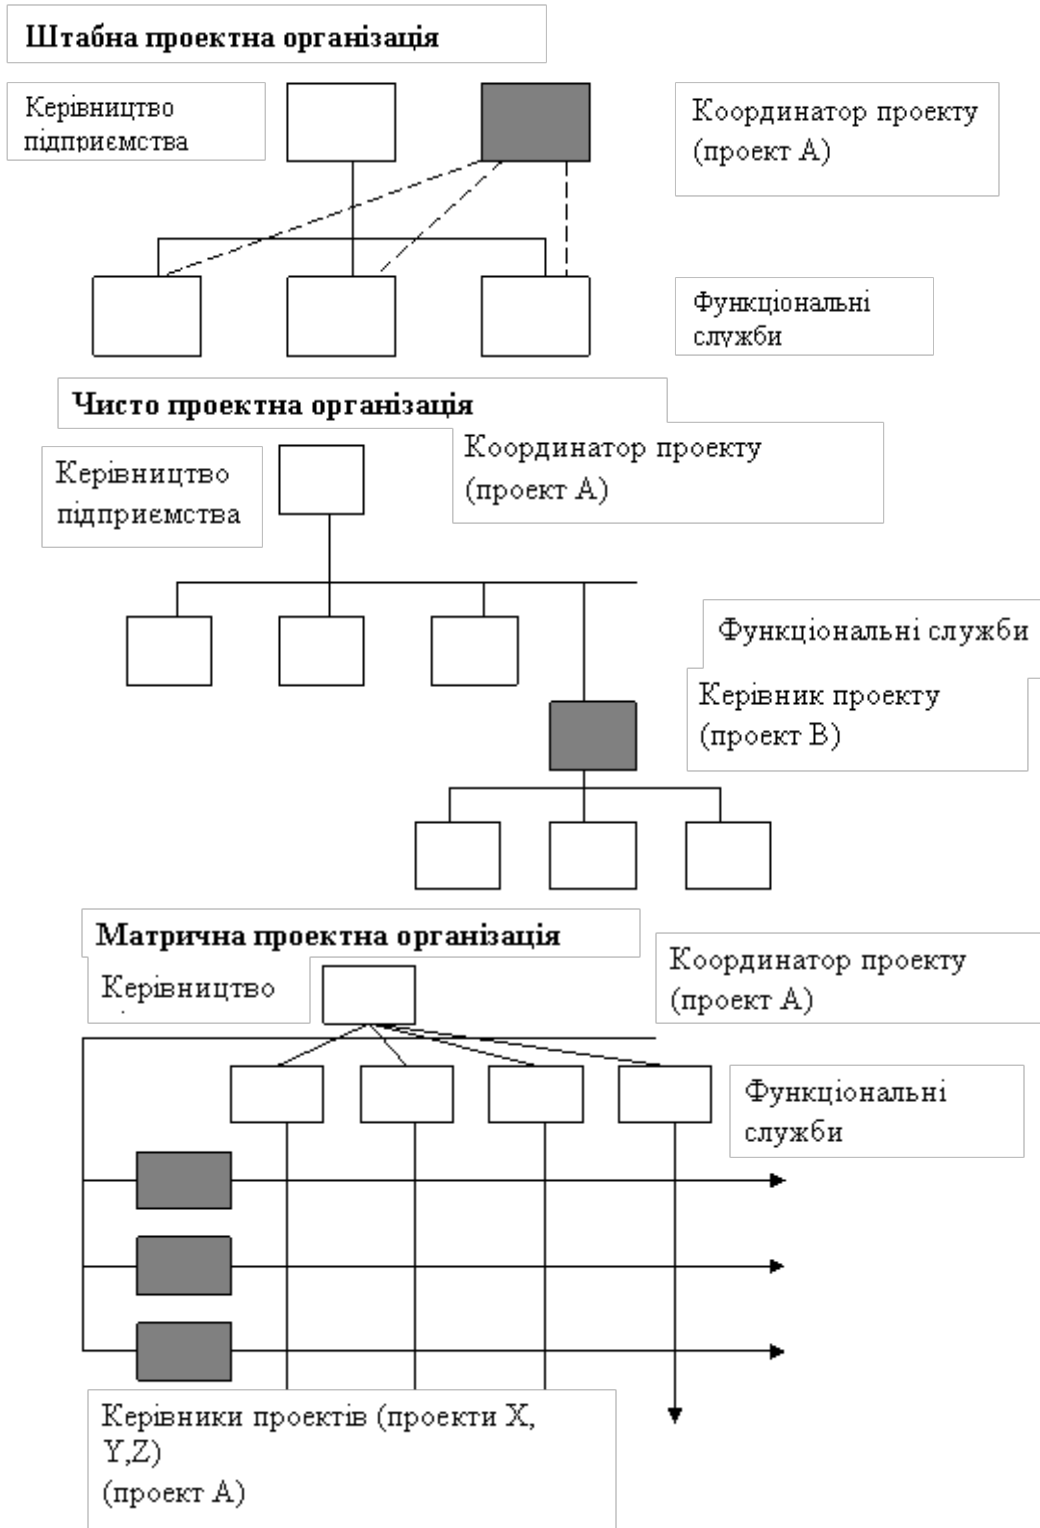 Штабна проектна організація
Керівництво
підприємства
Координатор проекту
(проект А)
Функціональні
служби
Чисто проектна організація
Керівництво
підприємства
Координатор проекту
(проект А)
Функціональні служби
Керівник проекту
(проект В)
Матрична проектна організація
Керівництво
Координатор проекту
(проект А)
Функціональні
служби
Керівники проектів (проекти X,
Y,Z)
(проект А)